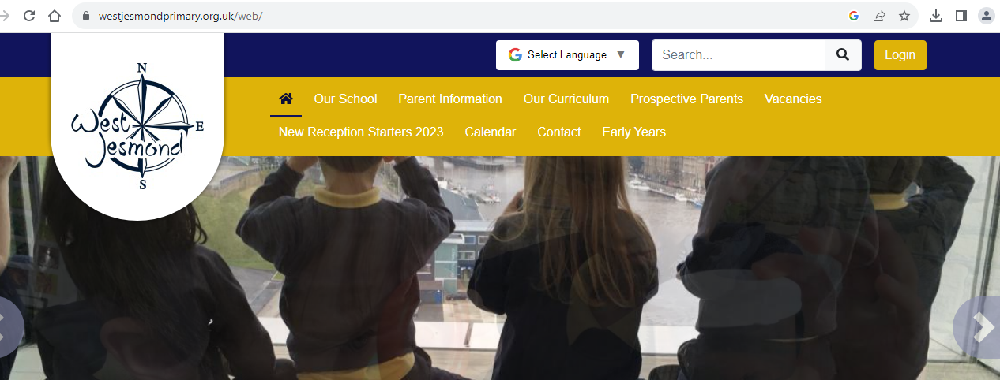 westjesmondprimary.org.uk/web/
Select Language ▼
Search...
Login
N
West
E
Jesmond
S
Our School Parent Information Our Curriculum Prospective Parents Vacancies
New Reception Starters 2023 Calendar Contact Early Years